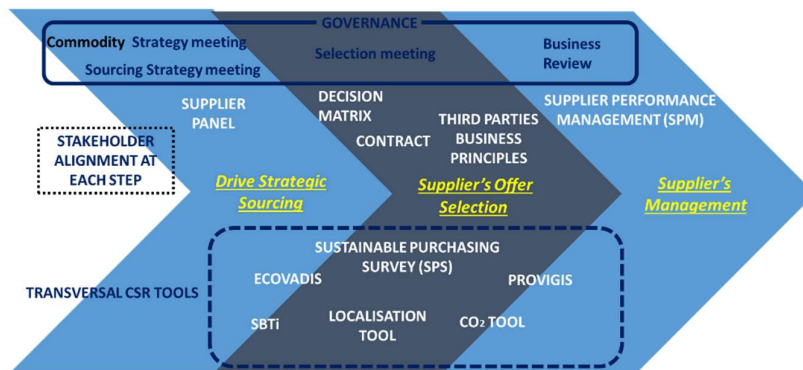 GOVERNANCE
Commodity Strategy meeting
Sourcing Strategy meeting
Selection meeting
Business
Review
SUPPLIER
PANEL
DECISION
MATRIX
CONTRACT
THIRD PARTIES
BUSINESS
PRINCIPLES
SUPPLIER PERFORMANCE
MANAGEMENT (SPM)
STAKEHOLDER
ALIGNMENT AT
EACH STEP
Drive Strategic
Sourcing
Supplier's Offer
Selection
Supplier's
Management
TRANSVERSAL CSR TOOLS
SUSTAINABLE PURCHASING
SURVEY (SPS)
ECOVADIS
PROVIGIS
SBTi
LOCALISATION
TOOL
CO₂ TOOL